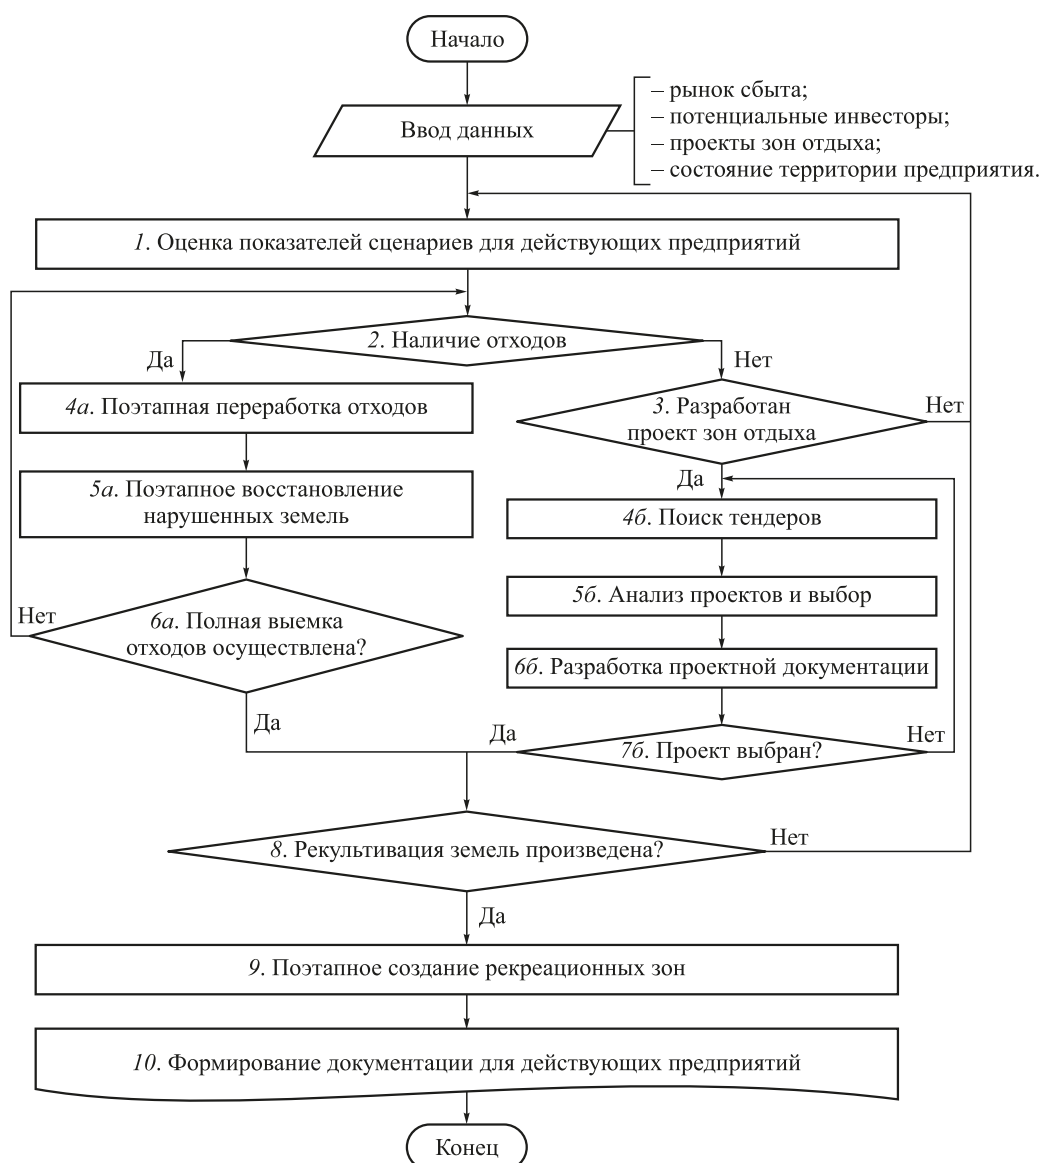 Начало
Ввод данных
– рынок сбыта;
– потенциальные инвесторы;
– проекты зон отдыха;
– состояние территории предприятия.
1. Оценка показателей сценариев для действующих предприятий
2. Наличие отходов
Да
Нет
4а. Поэтапная переработка отходов
3. Разработан
проект зон отдыха
Нет
Да
5а. Поэтапное восстановление
нарушенных земель
4б. Поиск тендеров
5б. Анализ проектов и выбор
Нет
6а. Полная выемка
отходов осуществлена?
6б. Разработка проектной документации
Да
Да
7б. Проект выбран?
Нет
8. Рекультивация земель произведена?
Нет
Да
9. Поэтапное создание рекреационных зон
10. Формирование документации для действующих предприятий
Конец